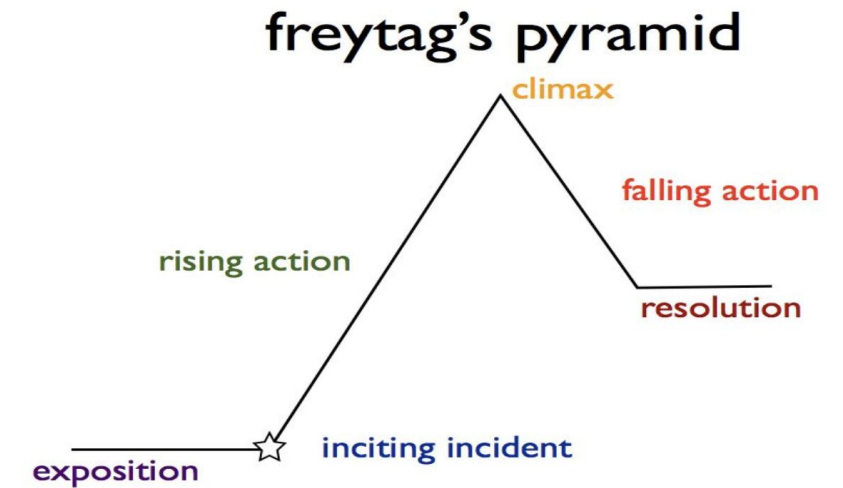 freytag's pyramid
climax
falling action
rising action
resolution
inciting incident
exposition